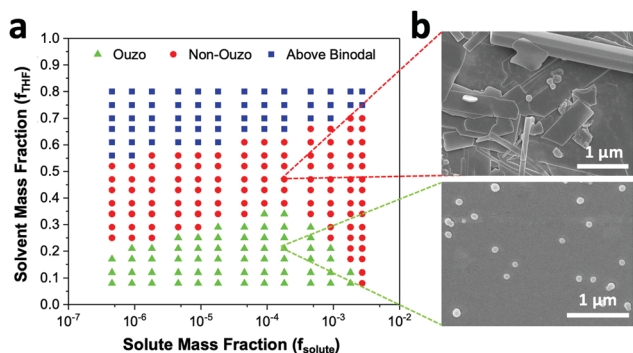 a
b
Ouzo Non-Ouzo Above Binodal
Solvent Mass Fraction (f_THF)
1.0
0.9
0.8
0.7
0.6
0.5
0.4
0.3
0.2
0.1
0.0
10^-7 10^-6 10^-5 10^-4 10^-3 10^-2
Solute Mass Fraction (f_solute)
1 μm
1 μm